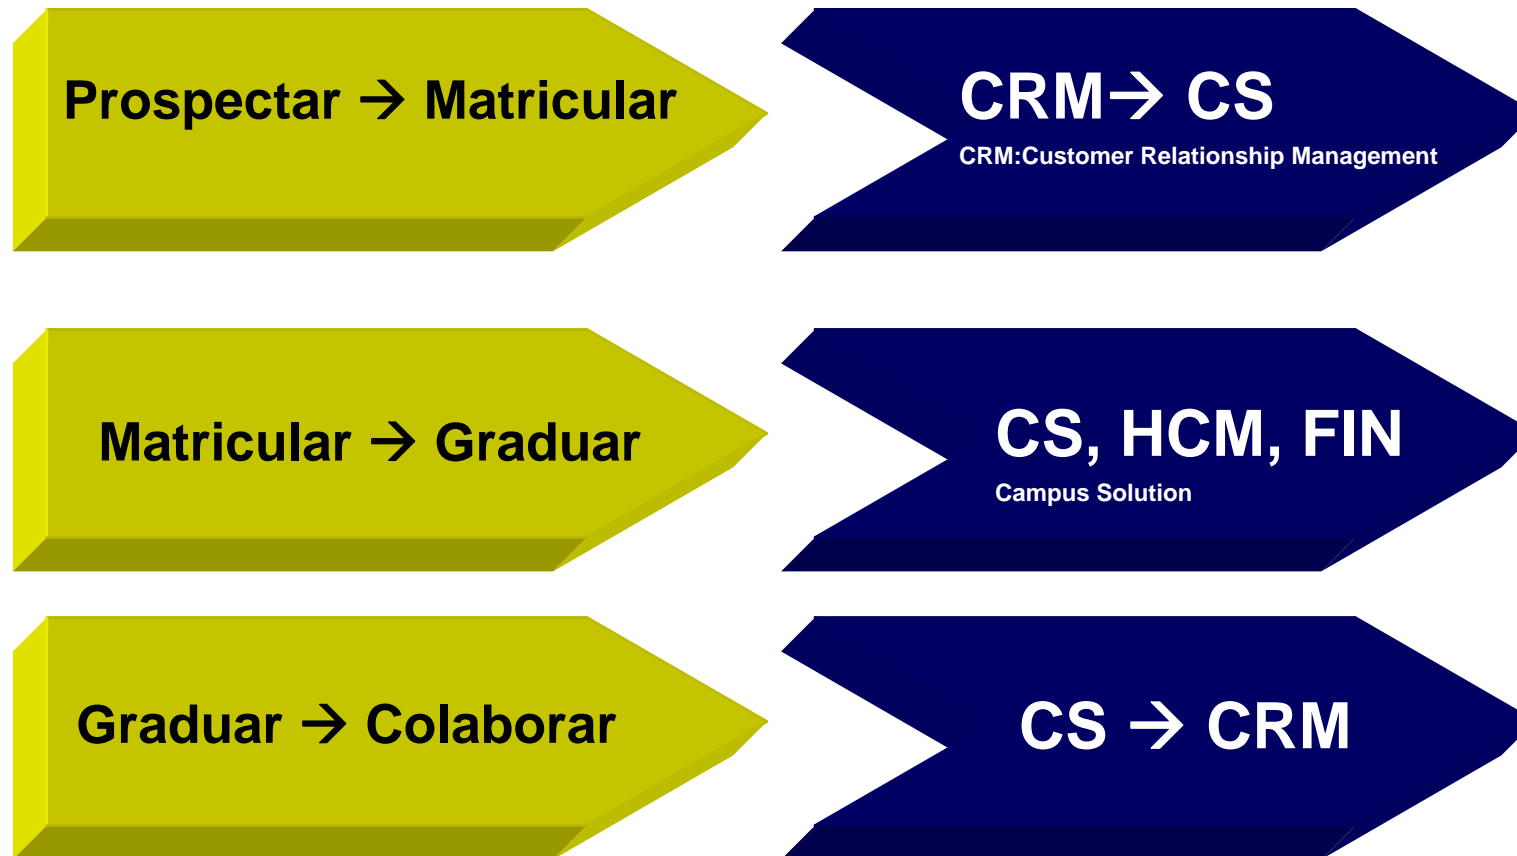 Prospectar → Matricular
CRM→ CS
CRM:Customer Relationship Management
Matricular → Graduar
CS, HCM, FIN
Campus Solution
Graduar → Colaborar
CS → CRM